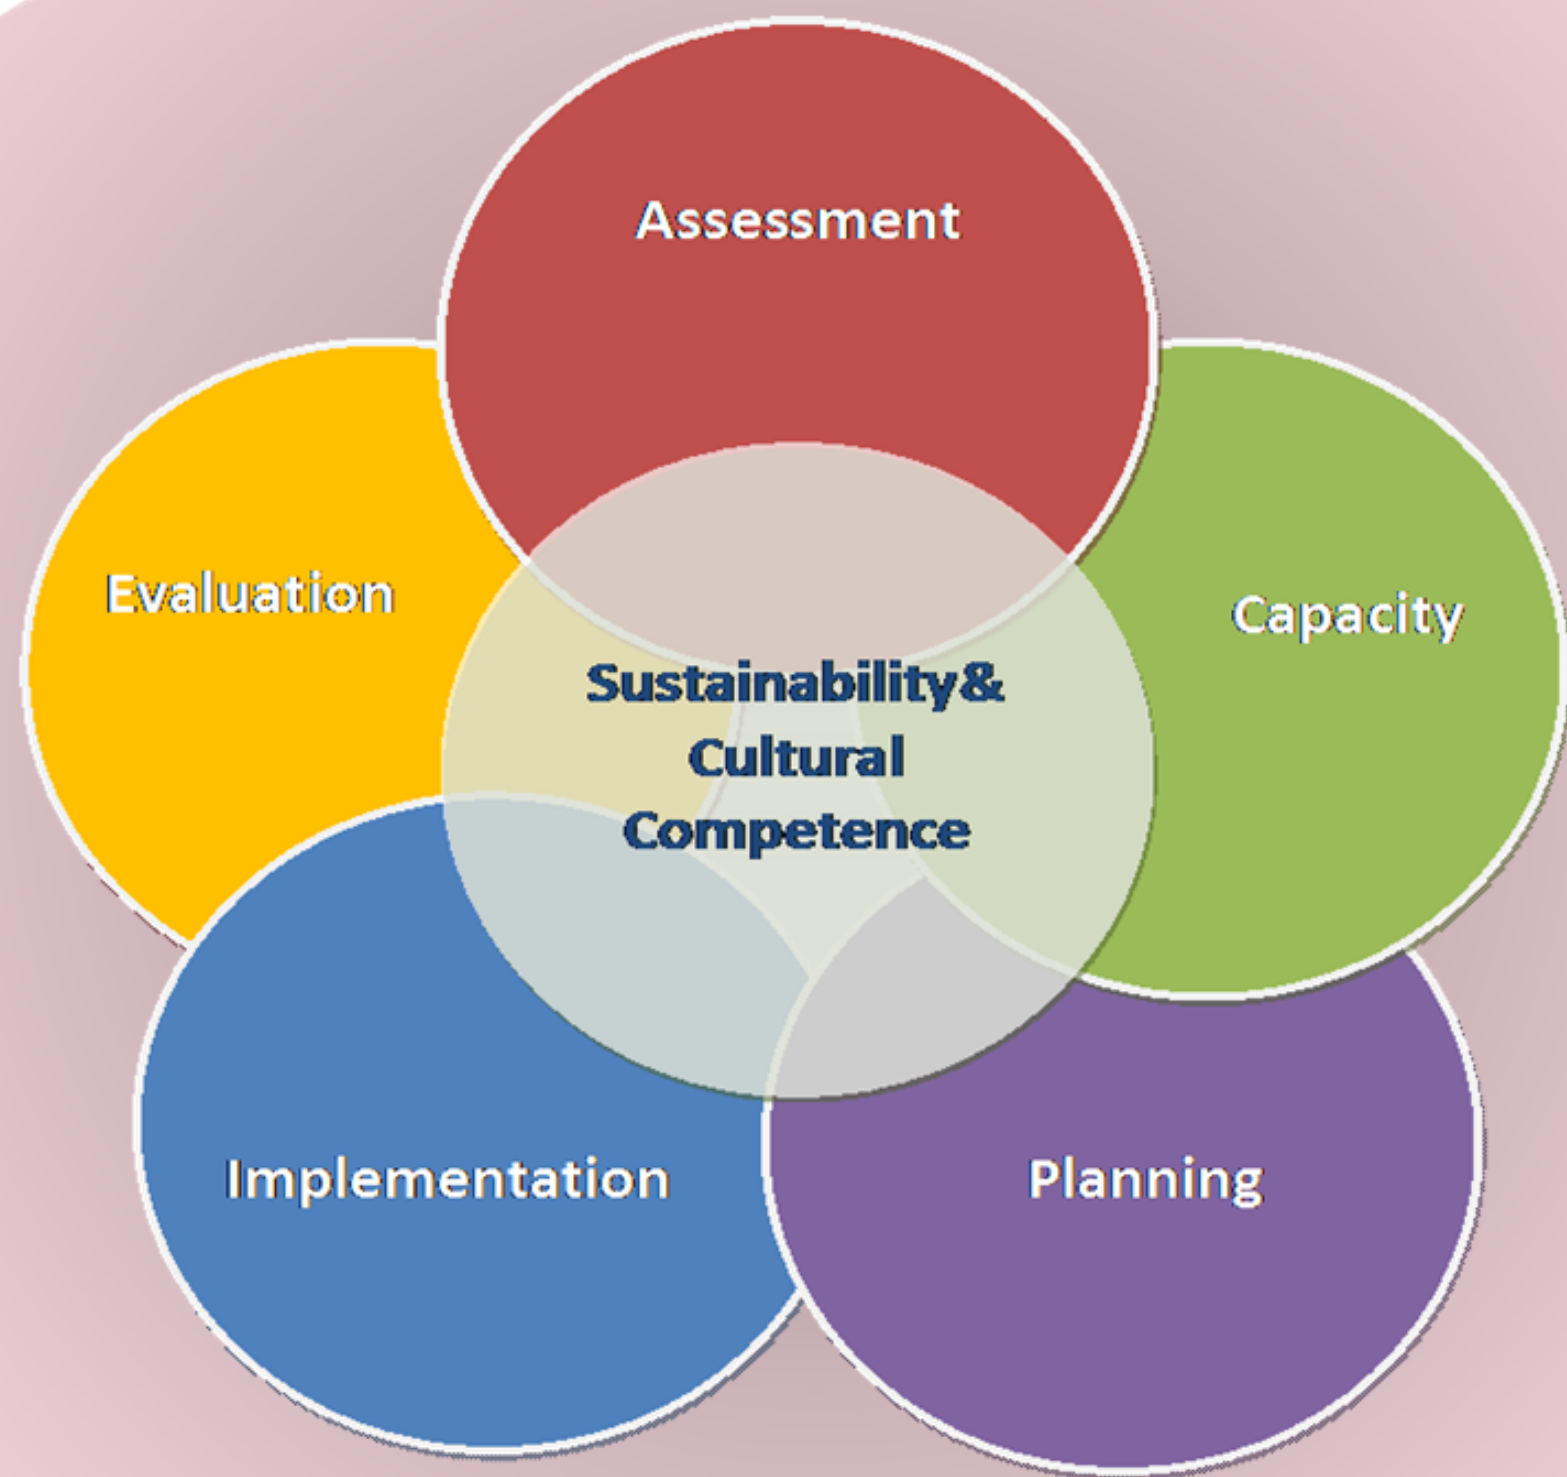 Assessment
Evaluation
Capacity
Sustainability&
Cultural
Competence
Implementation
Planning